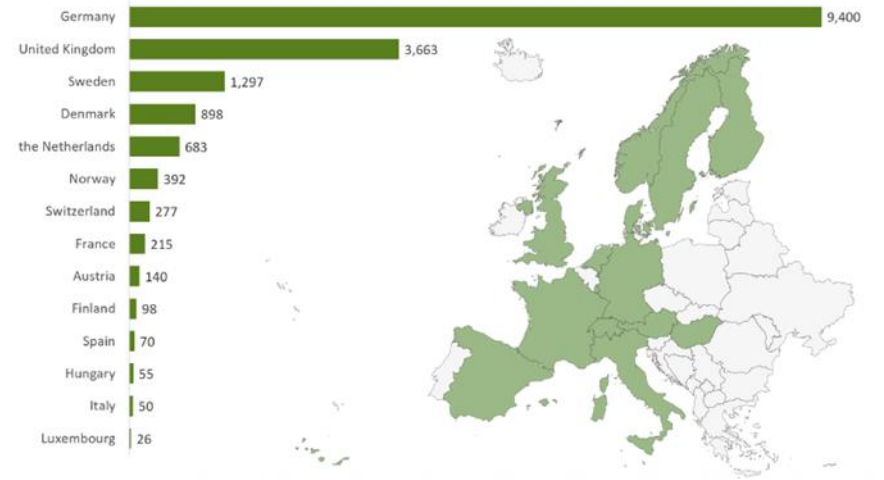 Germany 9,400
United Kingdom 3,663
Sweden 1,297
Denmark 898
the Netherlands 683
Norway 392
Switzerland 277
France 215
Austria 140
Finland 98
Spain 70
Hungary 55
Italy 50
Luxembourg 26